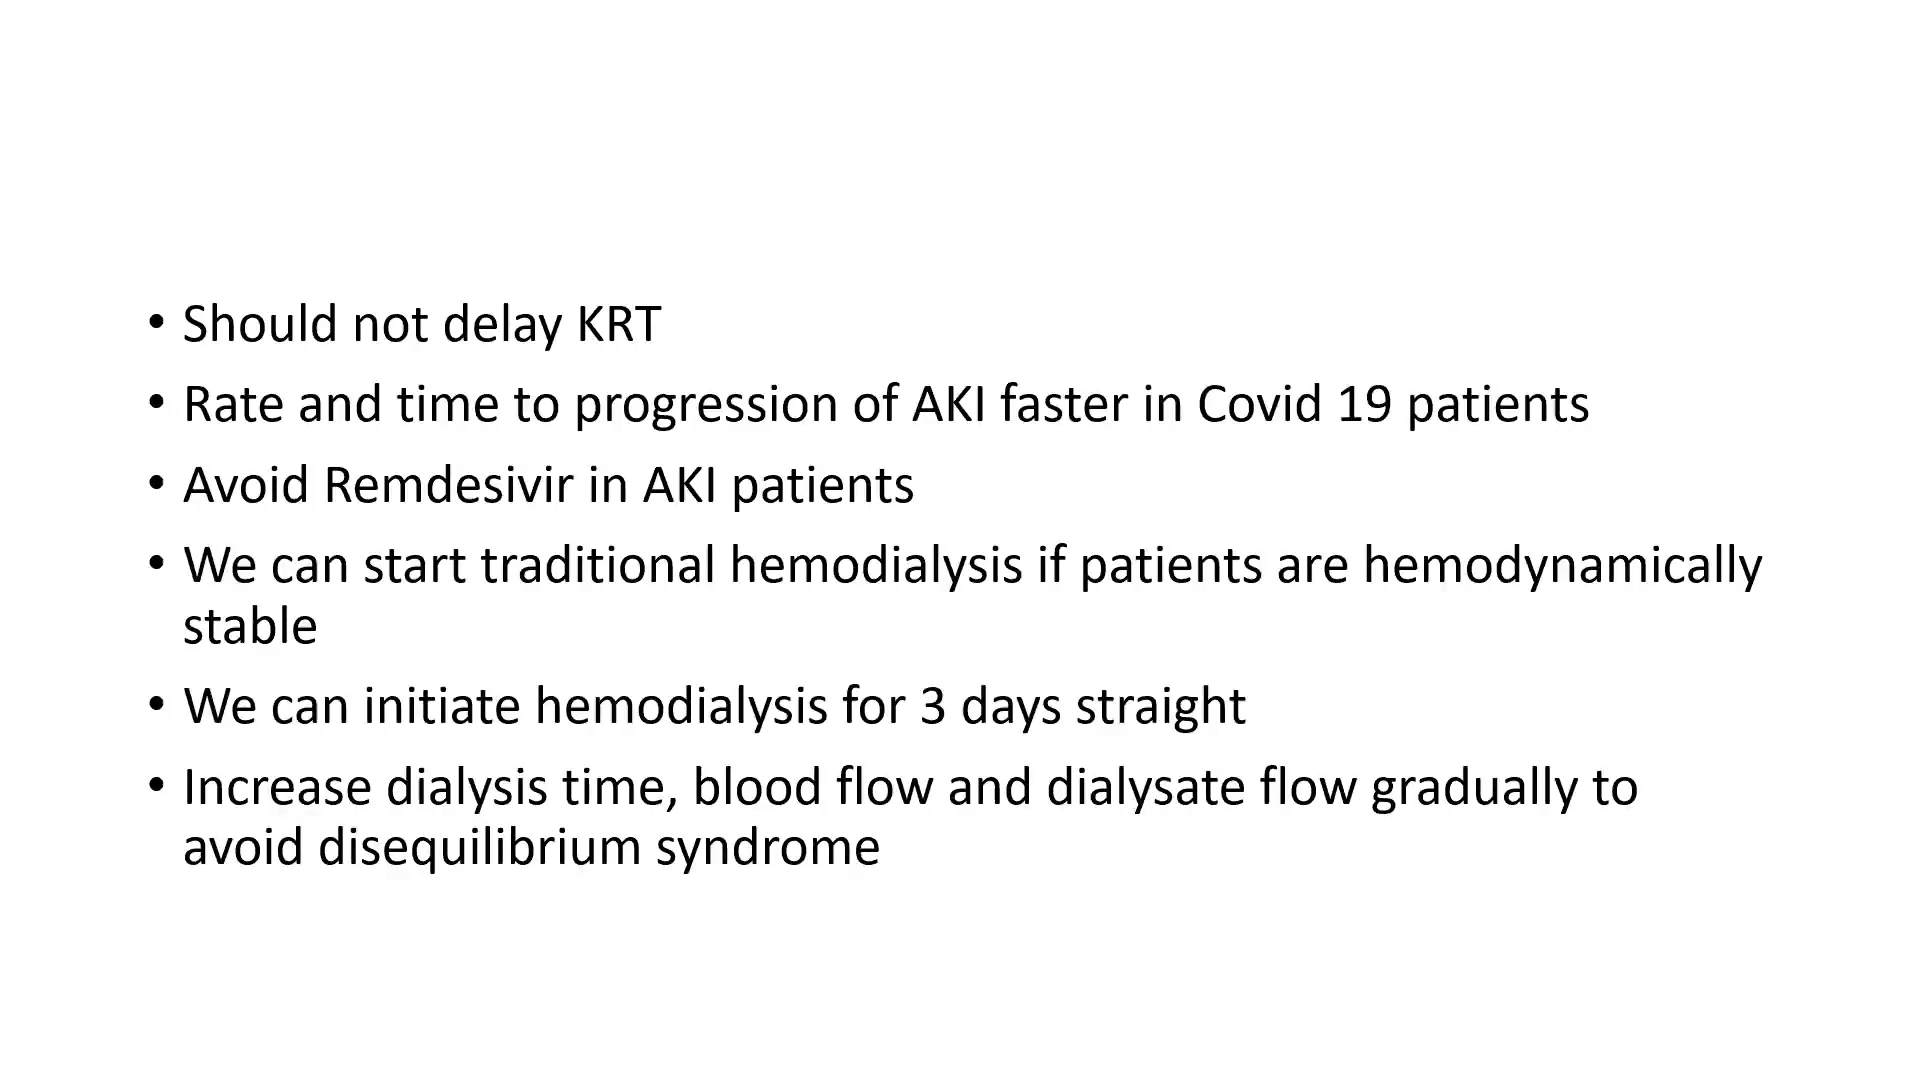 • Should not delay KRT
• Rate and time to progression of AKI faster in Covid 19 patients
• Avoid Remdesivir in AKI patients
• We can start traditional hemodialysis if patients are hemodynamically
stable
• We can initiate hemodialysis for 3 days straight
• Increase dialysis time, blood flow and dialysate flow gradually to
avoid disequilibrium syndrome